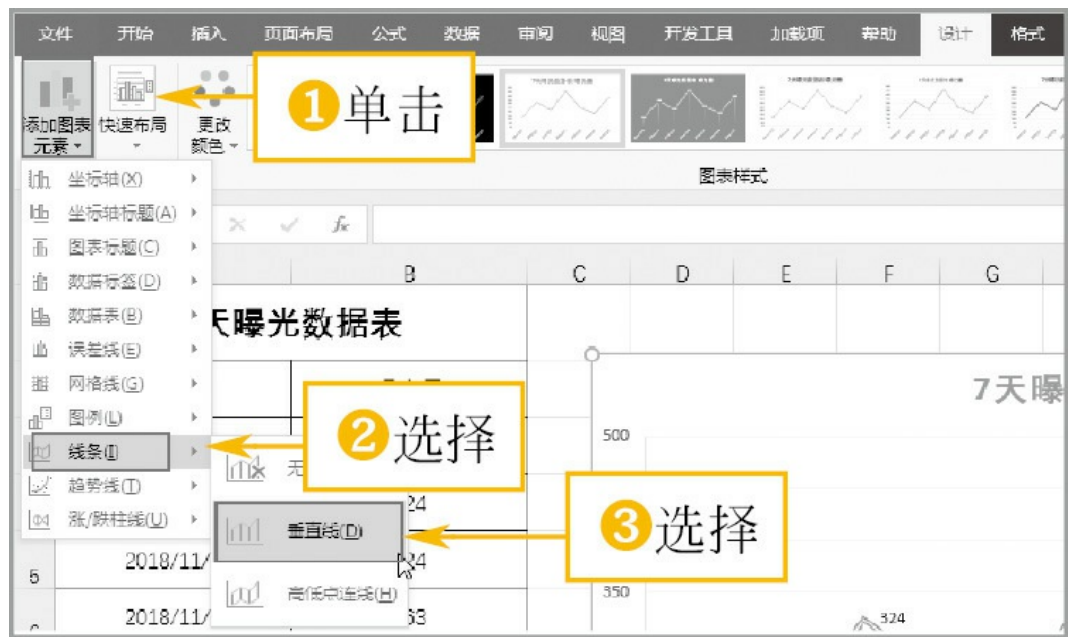 文件 开始 插入 页面布局 公式 数据 审阅 视图 开发工具 加载项 帮助 设计 格式
添加图表 快速布局 更改
元素 颜色
❶单击
图表样式
坐标轴(X)
坐标轴标题(A)
fx
图表标题(C)
数据标签(D)
B C D E F G
数据表(B)
天曝光数据表
误差线(E)
网格线(G)
7天曝
图例(L)
❷选择
500
线条(I)
无
趋势线(T)
24
涨/跌柱线(U)
垂直线(D)
❸选择
5 2018/11/ 24
高低点连线(H)
350
2018/11/ 63
324